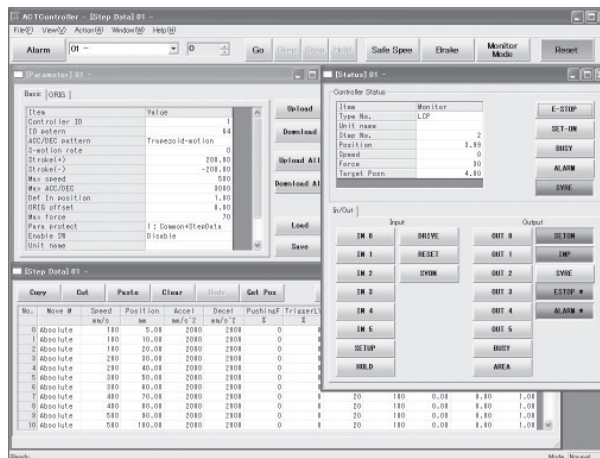 ACTController - [Step Data] 01 -
File(F) View(V) Action(A) Window(W) Help(H)
Alarm 01 - 0 Go Step Stop Hold Safe Spee Brake Monitor Mode Reset
[Parameter] 01 -
Basic ORIG
Item Value
Controller ID 1
IO patern 64
ACC/DEC pattern Trapezoid-motion
S-motion rate 0
Stroke(+) 200.00
Stroke(-) -200.00
Max speed 500
Max ACC/DEC 3000
Def In position 1.00
ORIG offset 0.00
Max force 70
Para protect 1: Common+StepData
Enable SW Disable
Unit name
Upload
Download
Upload All
Download Al
Load
Save
[Status] 01 -
Controller Status
Item Monitor
Type No. LCP
Unit name
Step No. 2
Position 3.99
Speed 0
Force 90
Target Posn 4.00
E-STOP
SET-ON
BUSY
ALARM
SVRE
In/Out
Input Output
IN 0 DRIVE OUT 0 SETON
IN 1 RESET OUT 1 INP
IN 2 SVON OUT 2 SVRE
IN 3 OUT 3 ESTOP *
IN 4 OUT 4 ALARM *
IN 5 OUT 5
SETUP BUSY
HOLD AREA
[Step Data] 01 -
Copy Cut Paste Clear Undo Get Pos
No. Move M Speed Position Accel Decel PushingF TriggerL
mm/s mm mm/s^2 mm/s^2 % %
0 Absolute 100 5.00 2000 2000 0
1 Absolute 100 10.00 2000 2000 0
2 Absolute 200 20.00 2000 2000 0
3 Absolute 200 30.00 2000 2000 0
4 Absolute 200 40.00 2000 2000 0
5 Absolute 300 50.00 2000 2000 0
6 Absolute 300 60.00 2000 2000 0
7 Absolute 400 70.00 2000 2000 0 20 100 0.00 0.00 1.00
8 Absolute 400 80.00 2000 2000 0 20 100 0.00 0.00 1.00
9 Absolute 500 90.00 2000 2000 0 20 100 0.00 0.00 1.00
10 Absolute 500 100.00 2000 2000 0 20 100 0.00 0.00 1.00
Ready Mode Normal